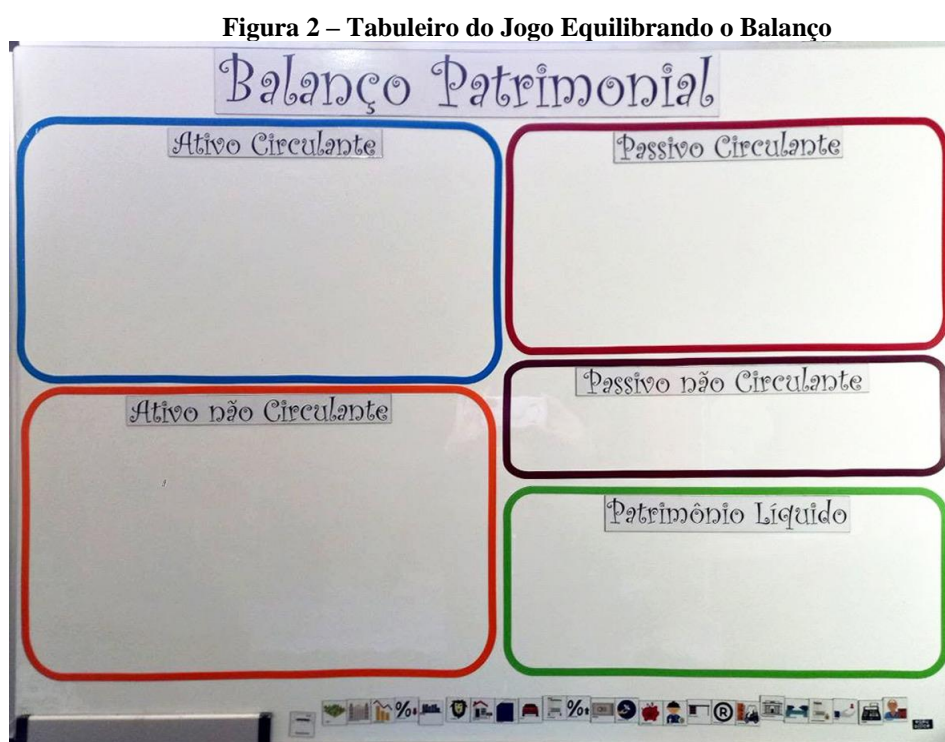 Figura 2 – Tabuleiro do Jogo Equilibrando o Balanço
Balanço Patrimonial
Ativo Circulante
Passivo Circulante
Passivo não Circulante
Ativo não Circulante
Patrimônio Líquido
%
%
®